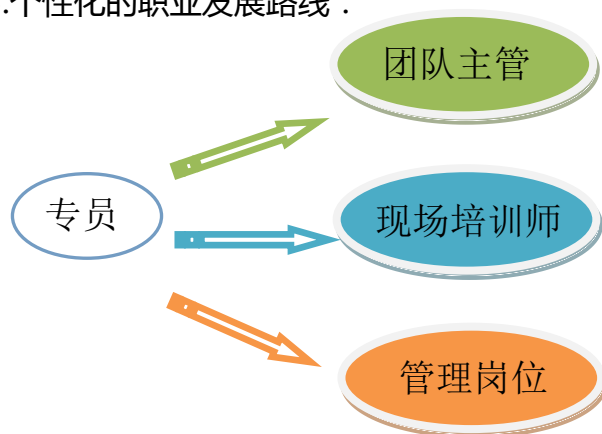 .个性化的职业发展路线：
团队主管
专员
现场培训师
管理岗位